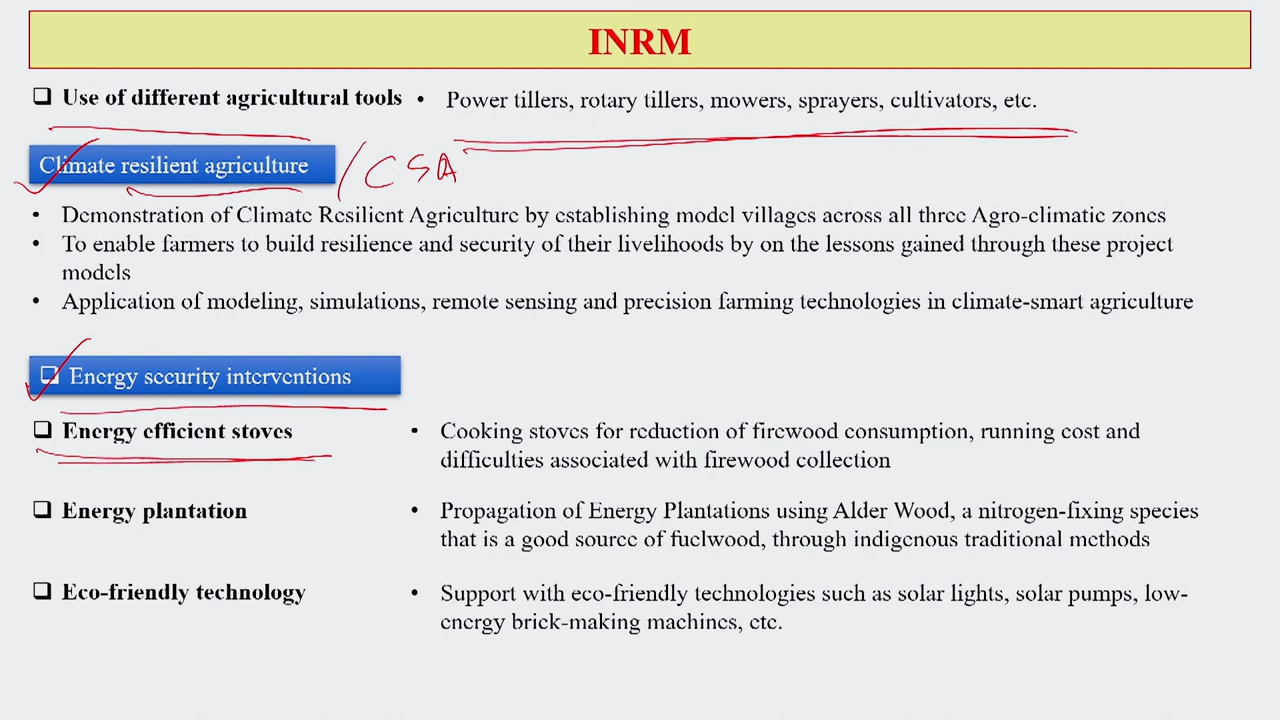 INRM
❑ Use of different agricultural tools • Power tillers, rotary tillers, mowers, sprayers, cultivators, etc.
Climate resilient agriculture / CSA
• Demonstration of Climate Resilient Agriculture by establishing model villages across all three Agro-climatic zones
• To enable farmers to build resilience and security of their livelihoods by on the lessons gained through these project
models
• Application of modeling, simulations, remote sensing and precision farming technologies in climate-smart agriculture
❑ Energy security interventions
❑ Energy efficient stoves • Cooking stoves for reduction of firewood consumption, running cost and
difficulties associated with firewood collection
❑ Energy plantation • Propagation of Energy Plantations using Alder Wood, a nitrogen-fixing species
that is a good source of fuelwood, through indigenous traditional methods
❑ Eco-friendly technology • Support with eco-friendly technologies such as solar lights, solar pumps, low-
energy brick-making machines, etc.